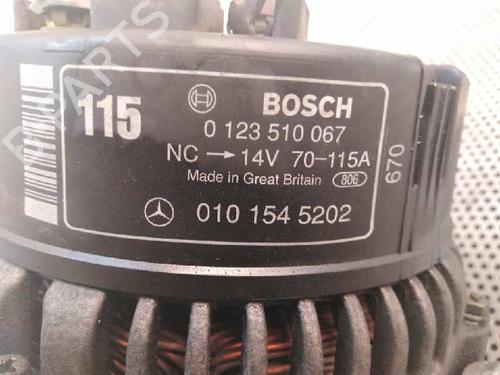 115
BOSCH
0 123 510 067
NC → 14V 70-115A
Made in Great Britain 806
010 154 5202
670
B-PARTS